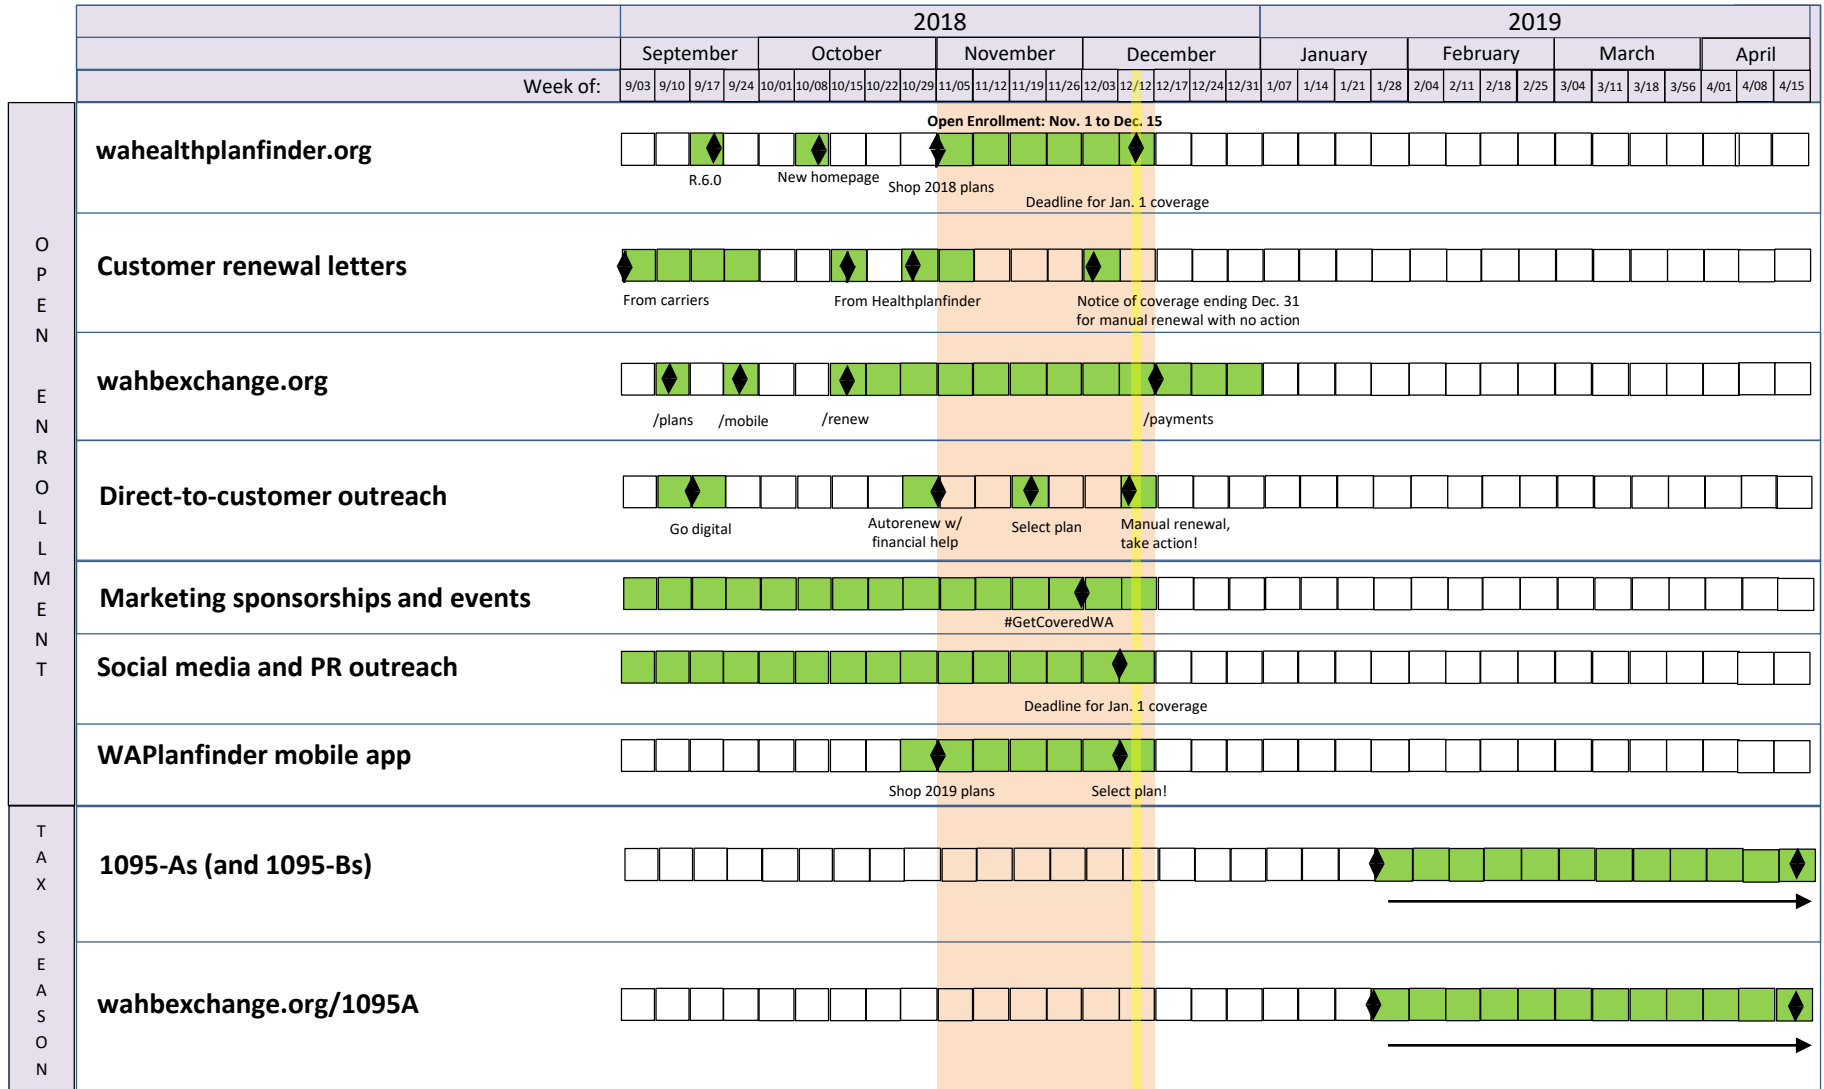 2018 2019
September October November December January February March April
Week of: 9/03 9/10 9/17 9/24 10/01 10/08 10/15 10/22 10/29 11/05 11/12 11/19 11/26 12/03 12/12 12/17 12/24 12/31 1/07 1/14 1/21 1/28 2/04 2/11 2/18 2/25 3/04 3/11 3/18 3/56 4/01 4/08 4/15
OPEN ENROLLMENT
Open Enrollment: Nov. 1 to Dec. 15
wahealthplanfinder.org
R.6.0
New homepage
Shop 2018 plans
Deadline for Jan. 1 coverage
Customer renewal letters
From carriers
From Healthplanfinder
Notice of coverage ending Dec. 31
for manual renewal with no action
wahbexchange.org
/plans
/mobile
/renew
/payments
Direct-to-customer outreach
Go digital
Autorenew w/
financial help
Select plan
Manual renewal,
take action!
Marketing sponsorships and events
#GetCoveredWA
Social media and PR outreach
Deadline for Jan. 1 coverage
WAPlanfinder mobile app
Shop 2019 plans
Select plan!
TAX SEASON
1095-As (and 1095-Bs)
wahbexchange.org/1095A